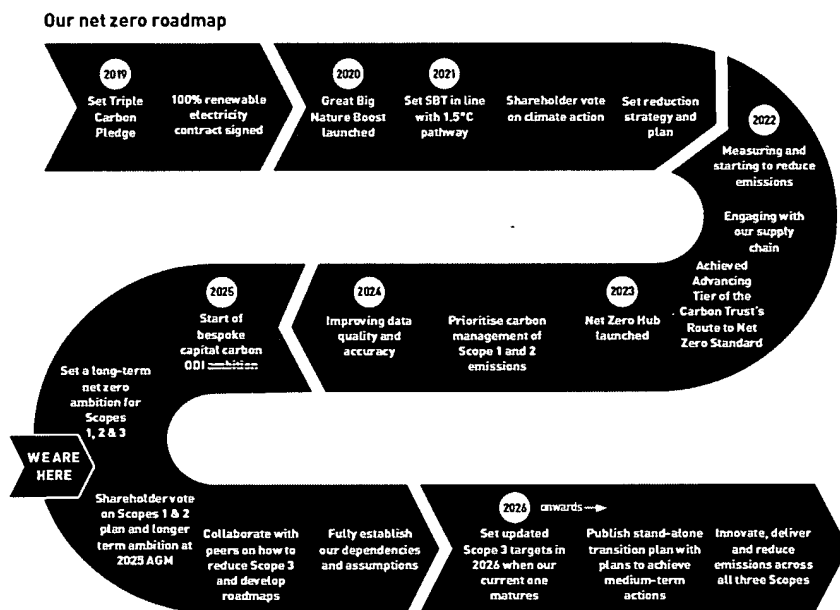 Our net zero roadmap
2019
Set Triple
Carbon
Pledge
100% renewable
electricity
contract signed
2020
Great Big
Nature Boost
launched
2021
Set SBT in line
with 1.5°C
pathway
Shareholder vote
on climate action
Set reduction
strategy and
plan
2022
Measuring and
starting to reduce
emissions
Engaging with
our supply
chain
Achieved
Advancing
Tier of the
Carbon Trust's
Route to Net
Zero Standard
2023
Net Zero Hub
launched
Prioritise carbon
management of
Scope 1 and 2
emissions
2024
Improving data
quality and
accuracy
2025
Start of
bespoke
capital carbon
ODI ambition
Set a long-term
net zero
ambition for
Scopes
1, 2 & 3
WE ARE
HERE
Shareholder vote
on Scopes 1 & 2
plan and longer
term ambition at
2025 AGM
Collaborate with
peers on how to
reduce Scope 3
and develop
roadmaps
Fully establish
our dependencies
and assumptions
2026 onwards
Set updated
Scope 3 targets in
2026 when our
current one
matures
Publish stand-alone
transition plan with
plans to achieve
medium-term
actions
Innovate, deliver
and reduce
emissions across
all three Scopes